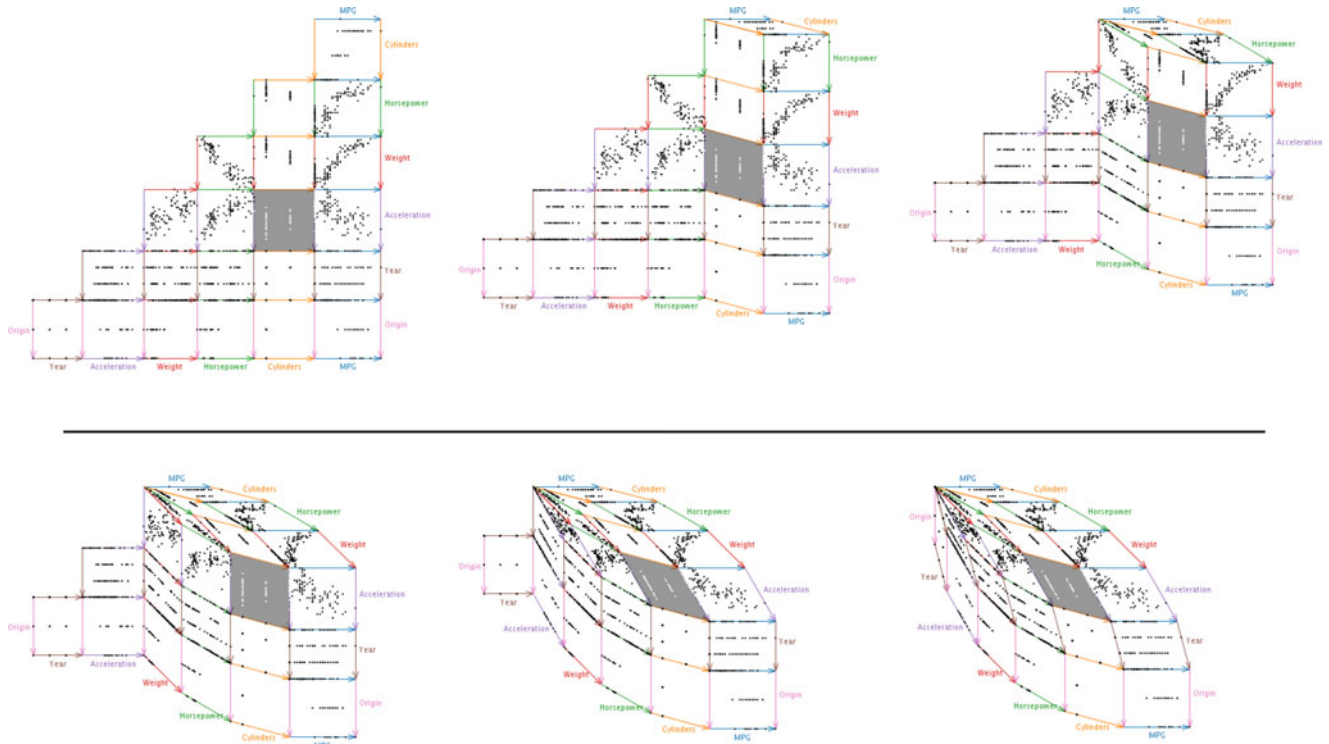 MPG
Cylinders
Horsepower
Weight
Acceleration
Year
Origin
Origin
Year
Acceleration
Weight
Horsepower
Cylinders
MPG
MPG
Cylinders
Horsepower
Weight
Acceleration
Year
Origin
Origin
Year
Acceleration
Weight
Horsepower
Cylinders
MPG
MPG
Cylinders
Horsepower
Weight
Acceleration
Year
Origin
Origin
Year
Acceleration
Weight
Horsepower
Cylinders
MPG
MPG
Cylinders
Horsepower
Weight
Acceleration
Year
Origin
Origin
Year
Acceleration
Weight
Horsepower
Cylinders
MPG
MPG
Cylinders
Horsepower
Weight
Acceleration
Year
Origin
Origin
Year
Acceleration
Weight
Horsepower
Cylinders
MPG
MPG
Cylinders
Horsepower
Weight
Acceleration
Year
Origin
Origin
Year
Acceleration
Weight
Horsepower
Cylinders
MPG